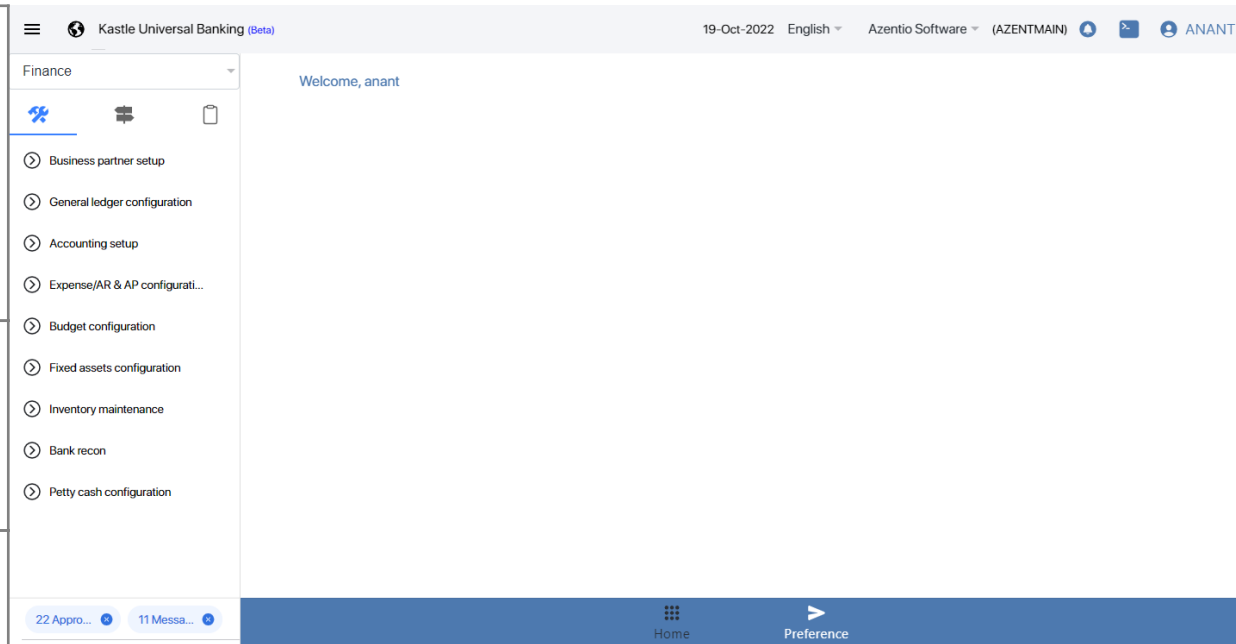 Kastle Universal Banking (Beta)
19-Oct-2022 English Azentio Software (AZENTMAIN) ANANT
Finance
Welcome, anant
Business partner setup
General ledger configuration
Accounting setup
Expense/AR & AP configurati...
Budget configuration
Fixed assets configuration
Inventory maintenance
Bank recon
Petty cash configuration
22 Appro... 11 Messa...
Home Preference